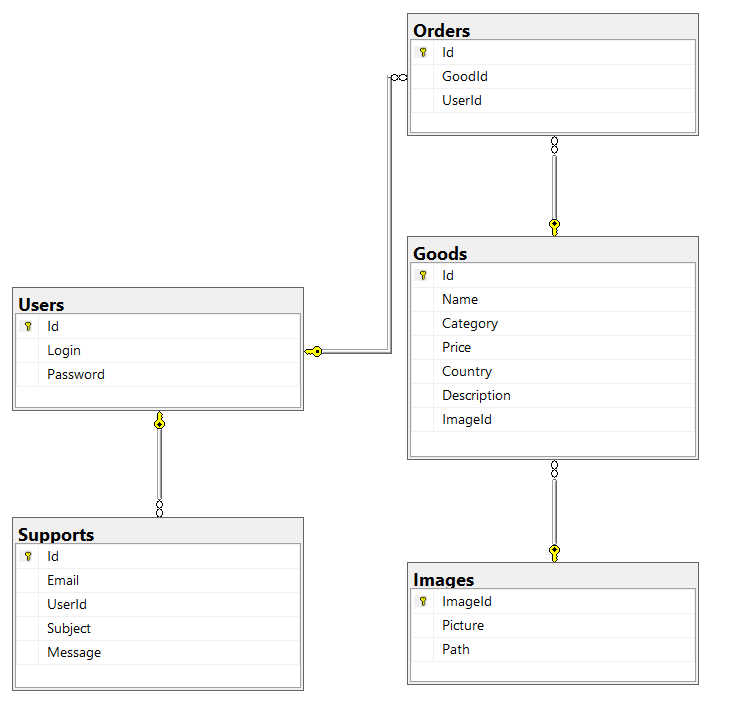 Orders
Id
GoodId
UserId
Goods
Id
Name
Category
Price
Country
Description
ImageId
Users
Id
Login
Password
Supports
Id
Email
UserId
Subject
Message
Images
ImageId
Picture
Path